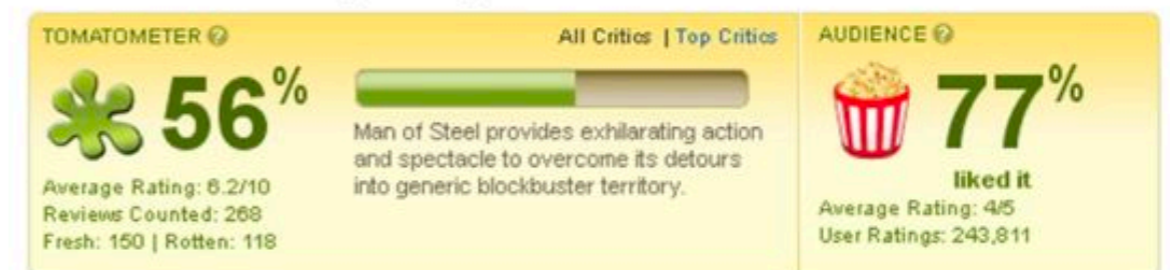 TOMATOMETER ?
All Critics | Top Critics
56%
Man of Steel provides exhilarating action
and spectacle to overcome its detours
into generic blockbuster territory.
Average Rating: 6.2/10
Reviews Counted: 268
Fresh: 150 | Rotten: 118
AUDIENCE ?
77%
liked it
Average Rating: 4/5
User Ratings: 243,811